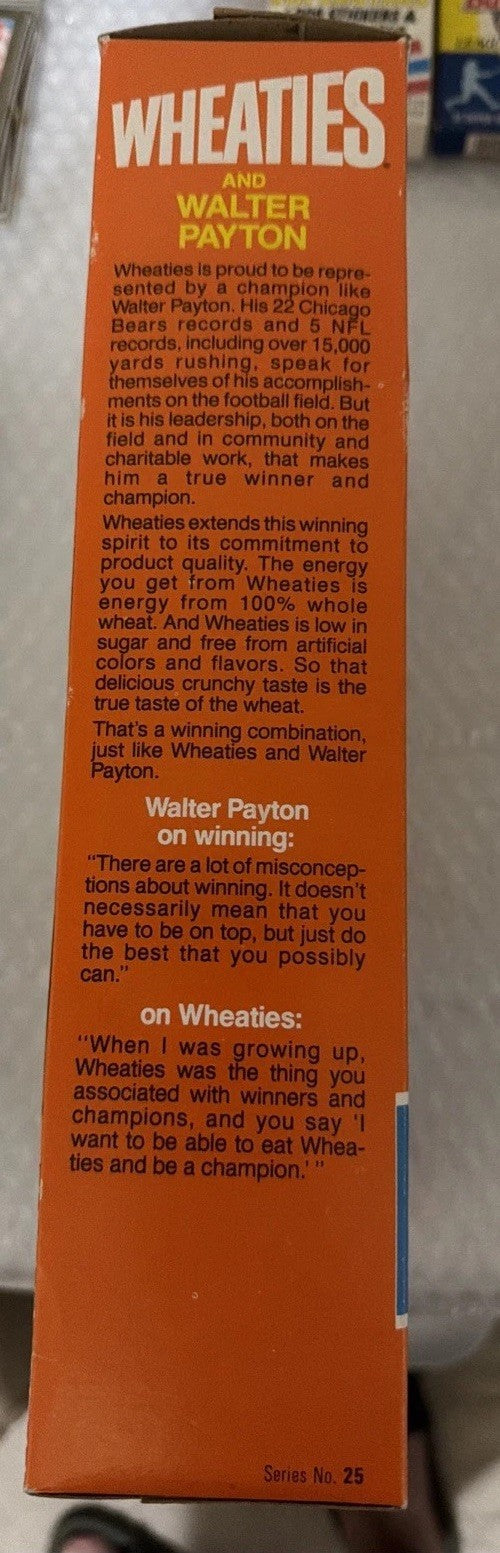 WHEATIES
AND
WALTER
PAYTON
Wheaties is proud to be repre-
sented by a champion like
Walter Payton. His 22 Chicago
Bears records and 5 NFL
records, including over 15,000
yards rushing, speak for
themselves of his accomplish-
ments on the football field. But
it is his leadership, both on the
field and in community and
charitable work, that makes
him a true winner and
champion.
Wheaties extends this winning
spirit to its commitment to
product quality. The energy
you get from Wheaties is
energy from 100% whole
wheat. And Wheaties is low in
sugar and free from artificial
colors and flavors. So that
delicious crunchy taste is the
true taste of the wheat.
That's a winning combination,
just like Wheaties and Walter
Payton.
Walter Payton
on winning:
"There are a lot of misconcep-
tions about winning. It doesn't
necessarily mean that you
have to be on top, but just do
the best that you possibly
can."
on Wheaties:
"When I was growing up,
Wheaties was the thing you
associated with winners and
champions, and you say 'I
want to be able to eat Whea-
ties and be a champion.' "
Series No. 25